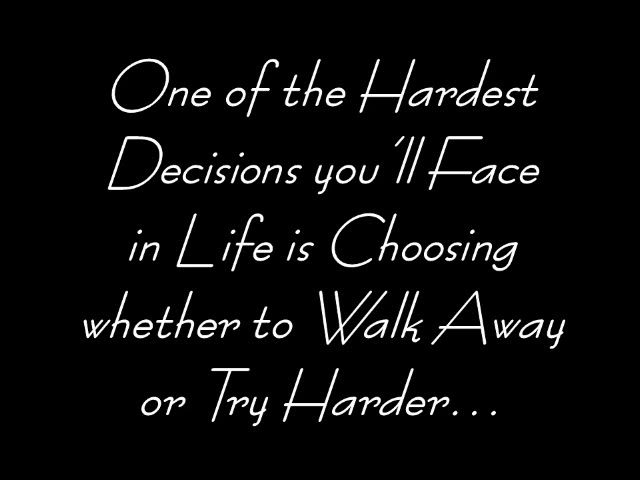 One of the Hardest
Decisions you'll Face
in Life is Choosing
whether to Walk Away
or Try Harder...